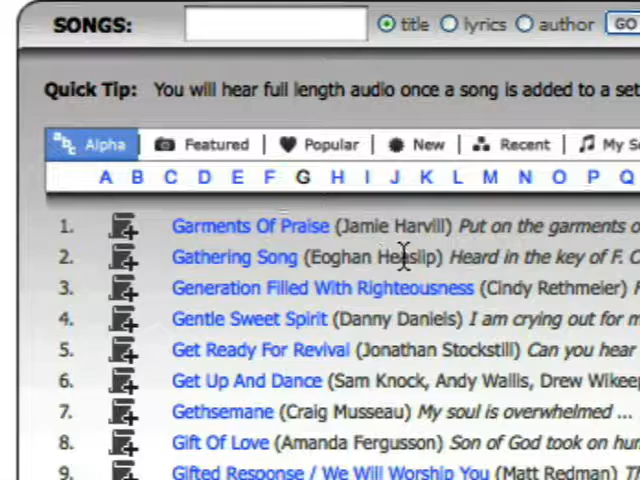 SONGS: title lyrics author GO
Quick Tip: You will hear full length audio once a song is added to a set
abc Alpha Featured | Popular | New | Recent | My S
A B C D E F G H I J K L M N O P Q
1. Garments Of Praise (Jamie Harvill) Put on the garments o
2. Gathering Song (Eoghan Heaslip) Heard in the key of F. C
3. Generation Filled With Righteousness (Cindy Rethmeier)
4. Gentle Sweet Spirit (Danny Daniels) I am crying out for m
5. Get Ready For Revival (Jonathan Stockstill) Can you hear
6. Get Up And Dance (Sam Knock, Andy Wallis, Drew Wikee
7. Gethsemane (Craig Musseau) My soul is overwhelmed ...
8. Gift Of Love (Amanda Fergusson) Son of God took on hu
9. Gifted Response / We Will Worship You (Matt Redman)